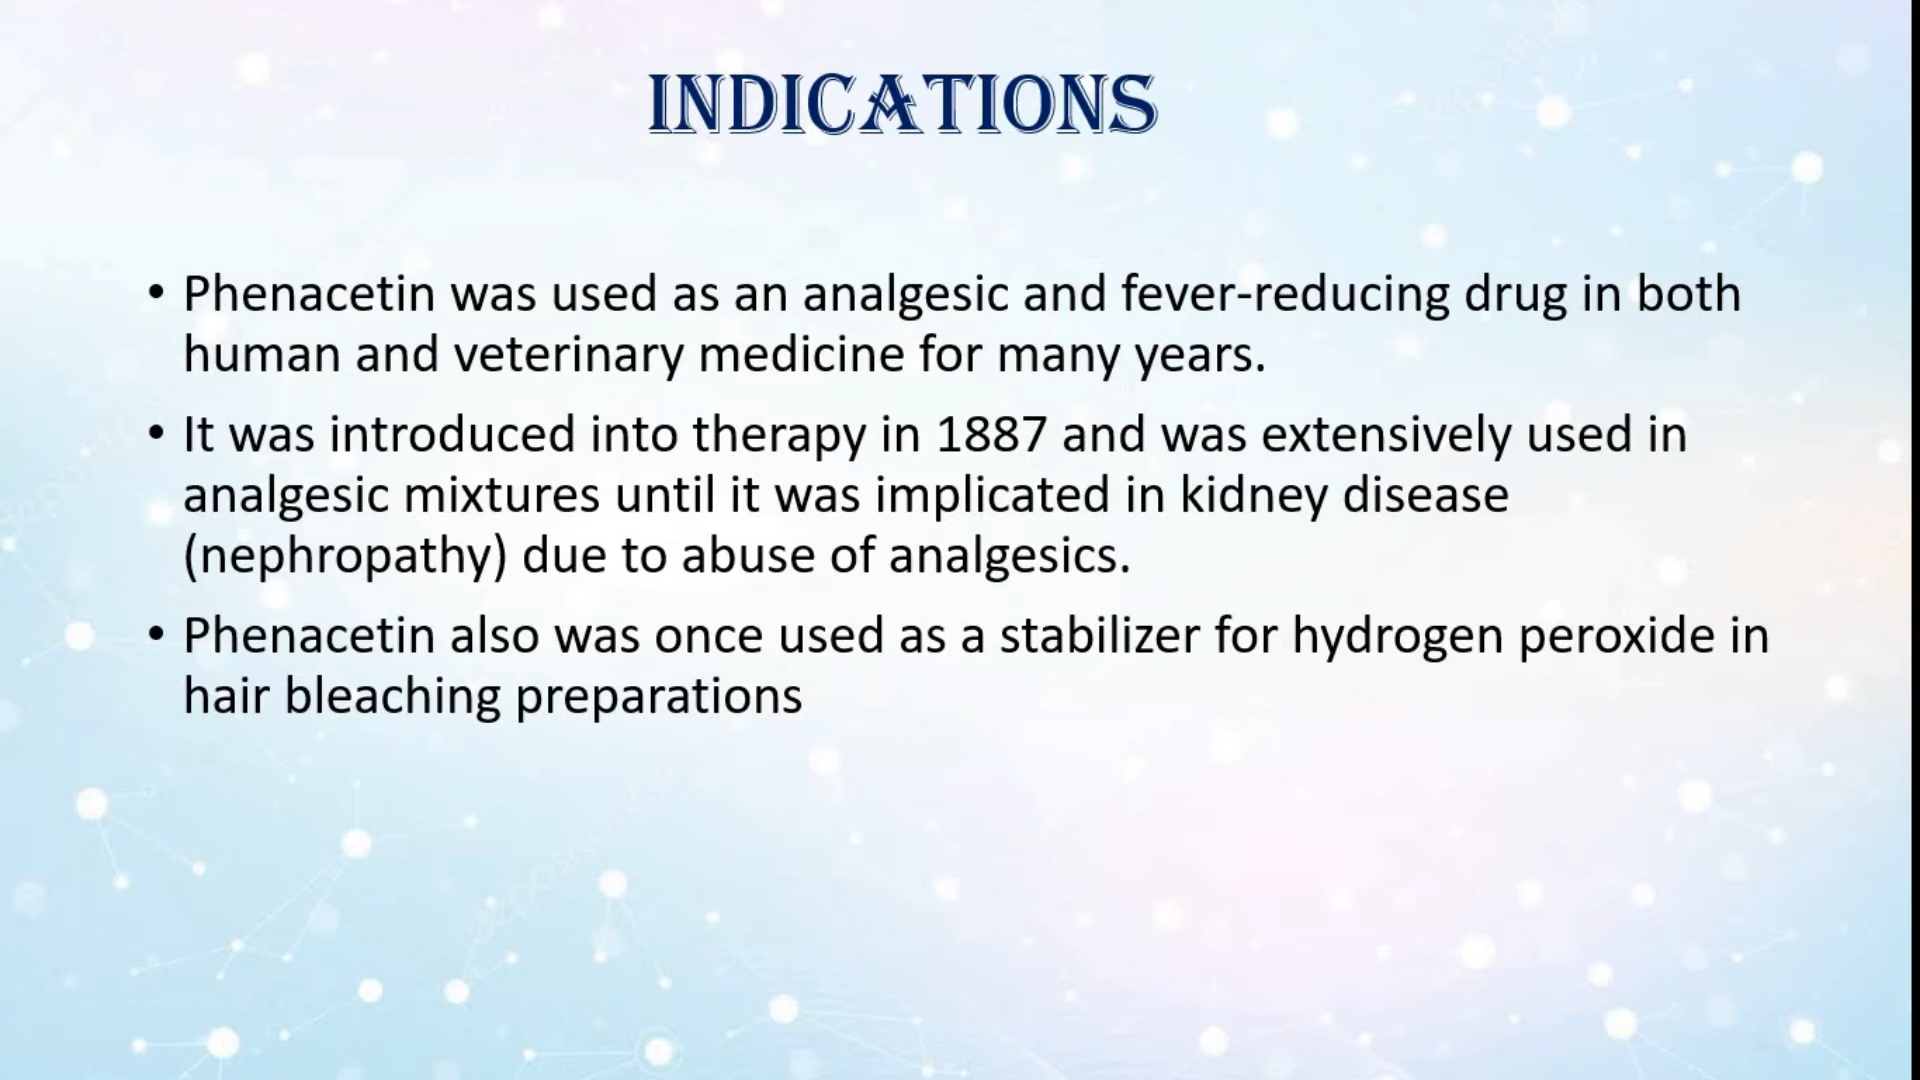 INDICATIONS
• Phenacetin was used as an analgesic and fever-reducing drug in both
human and veterinary medicine for many years.
• It was introduced into therapy in 1887 and was extensively used in
analgesic mixtures until it was implicated in kidney disease
(nephropathy) due to abuse of analgesics.
• Phenacetin also was once used as a stabilizer for hydrogen peroxide in
hair bleaching preparations